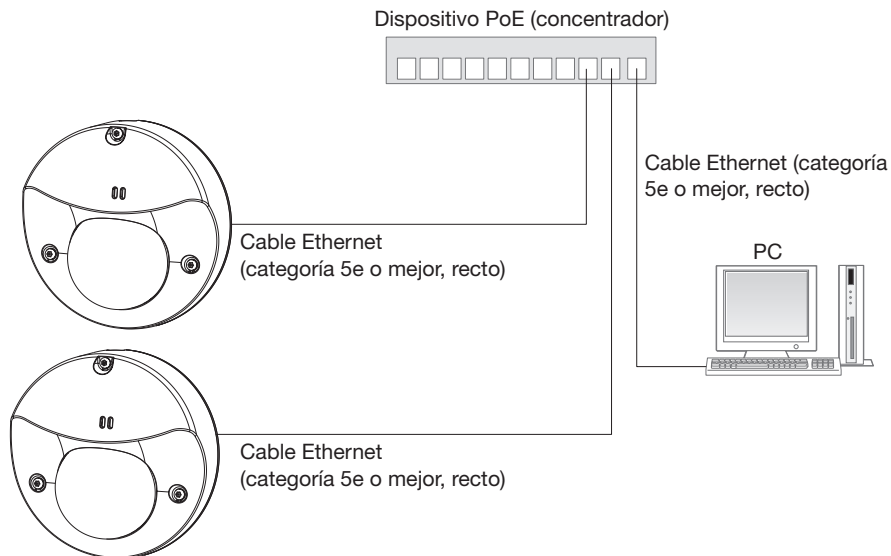 Dispositivo PoE (concentrador)
Cable Ethernet (categoría
5e o mejor, recto)
Cable Ethernet
(categoría 5e o mejor, recto)
PC
Cable Ethernet
(categoría 5e o mejor, recto)